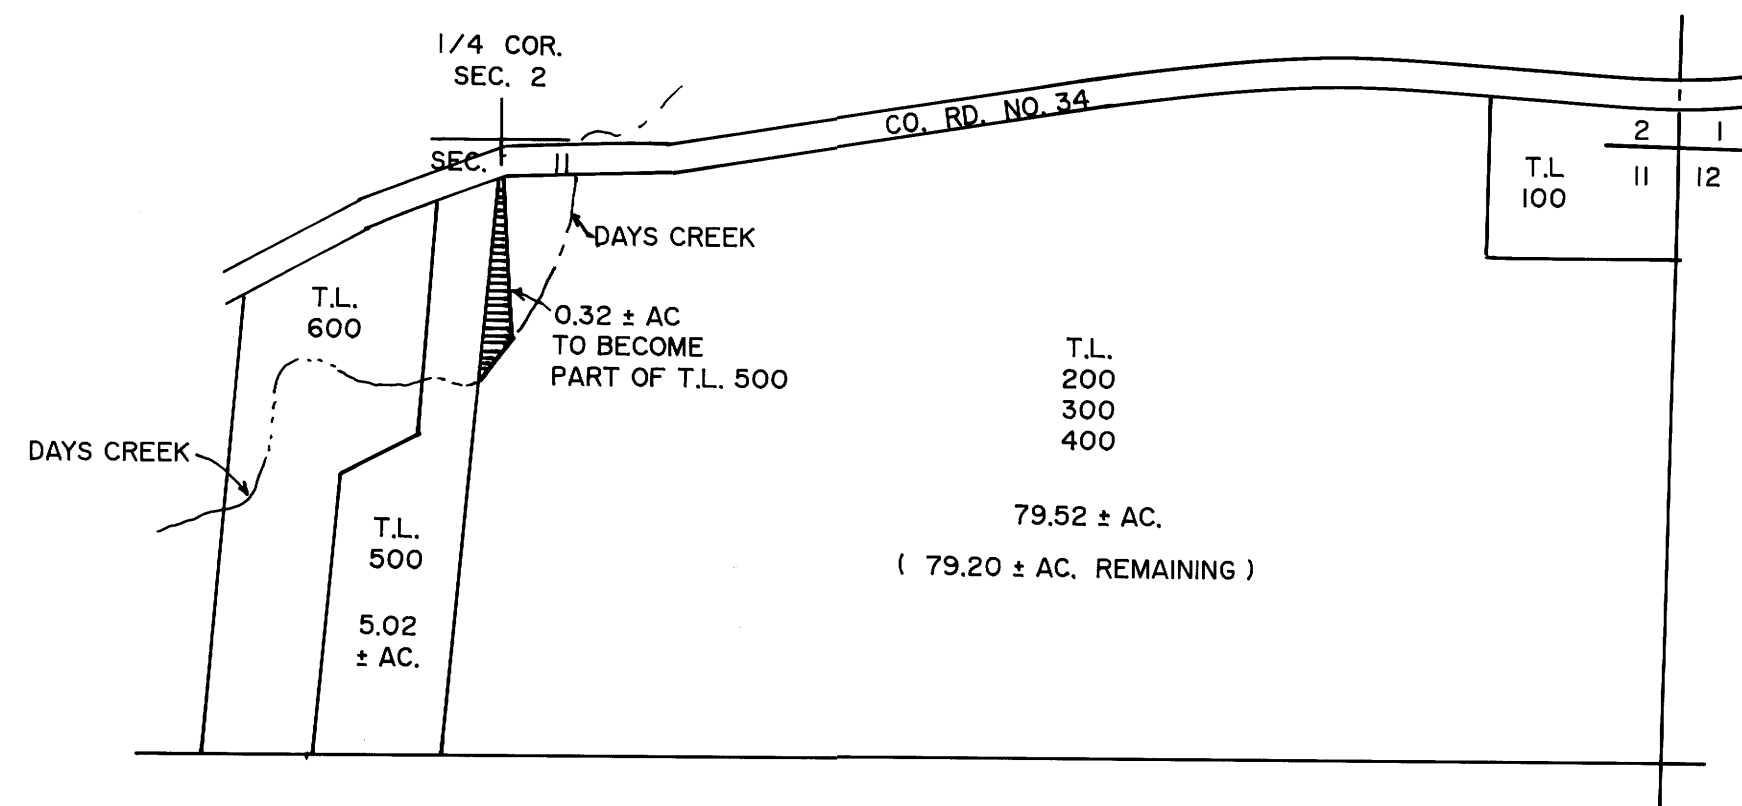 1/4 COR.
SEC. 2
SEC. 11
CO. RD. NO. 34
2 1
11 12
T.L
100
DAYS CREEK
T.L.
600
0.32 ± AC
TO BECOME
PART OF T.L. 500
T.L.
200
300
400
DAYS CREEK
79.52 ± AC.
( 79.20 ± AC. REMAINING )
T.L.
500
5.02
± AC.